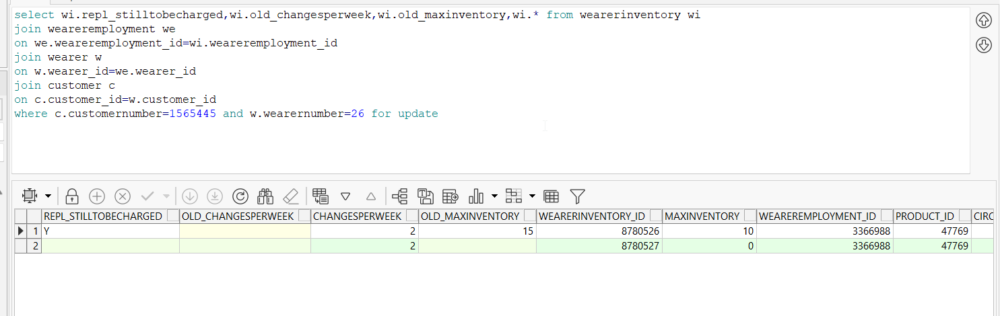 select wi.repl_stilltobecharged,wi.old_changesperweek,wi.old_maxinventory,wi.* from wearerinventory wi
join weareremployment we
on we.weareremployment_id=wi.weareremployment_id
join wearer w
on w.wearer_id=we.wearer_id
join customer c
on c.customer_id=w.customer_id
where c.customernumber=1565445 and w.wearernumber=26 for update
REPL_STILLTOBECHARGED OLD_CHANGESPERWEEK CHANGESPERWEEK OLD_MAXINVENTORY WEARERINVENTORY_ID MAXINVENTORY WEAREREMPLOYMENT_ID PRODUCT_ID CIRC
1 Y 2 15 8780526 10 3366988 47769
2 2 8780527 0 3366988 47769